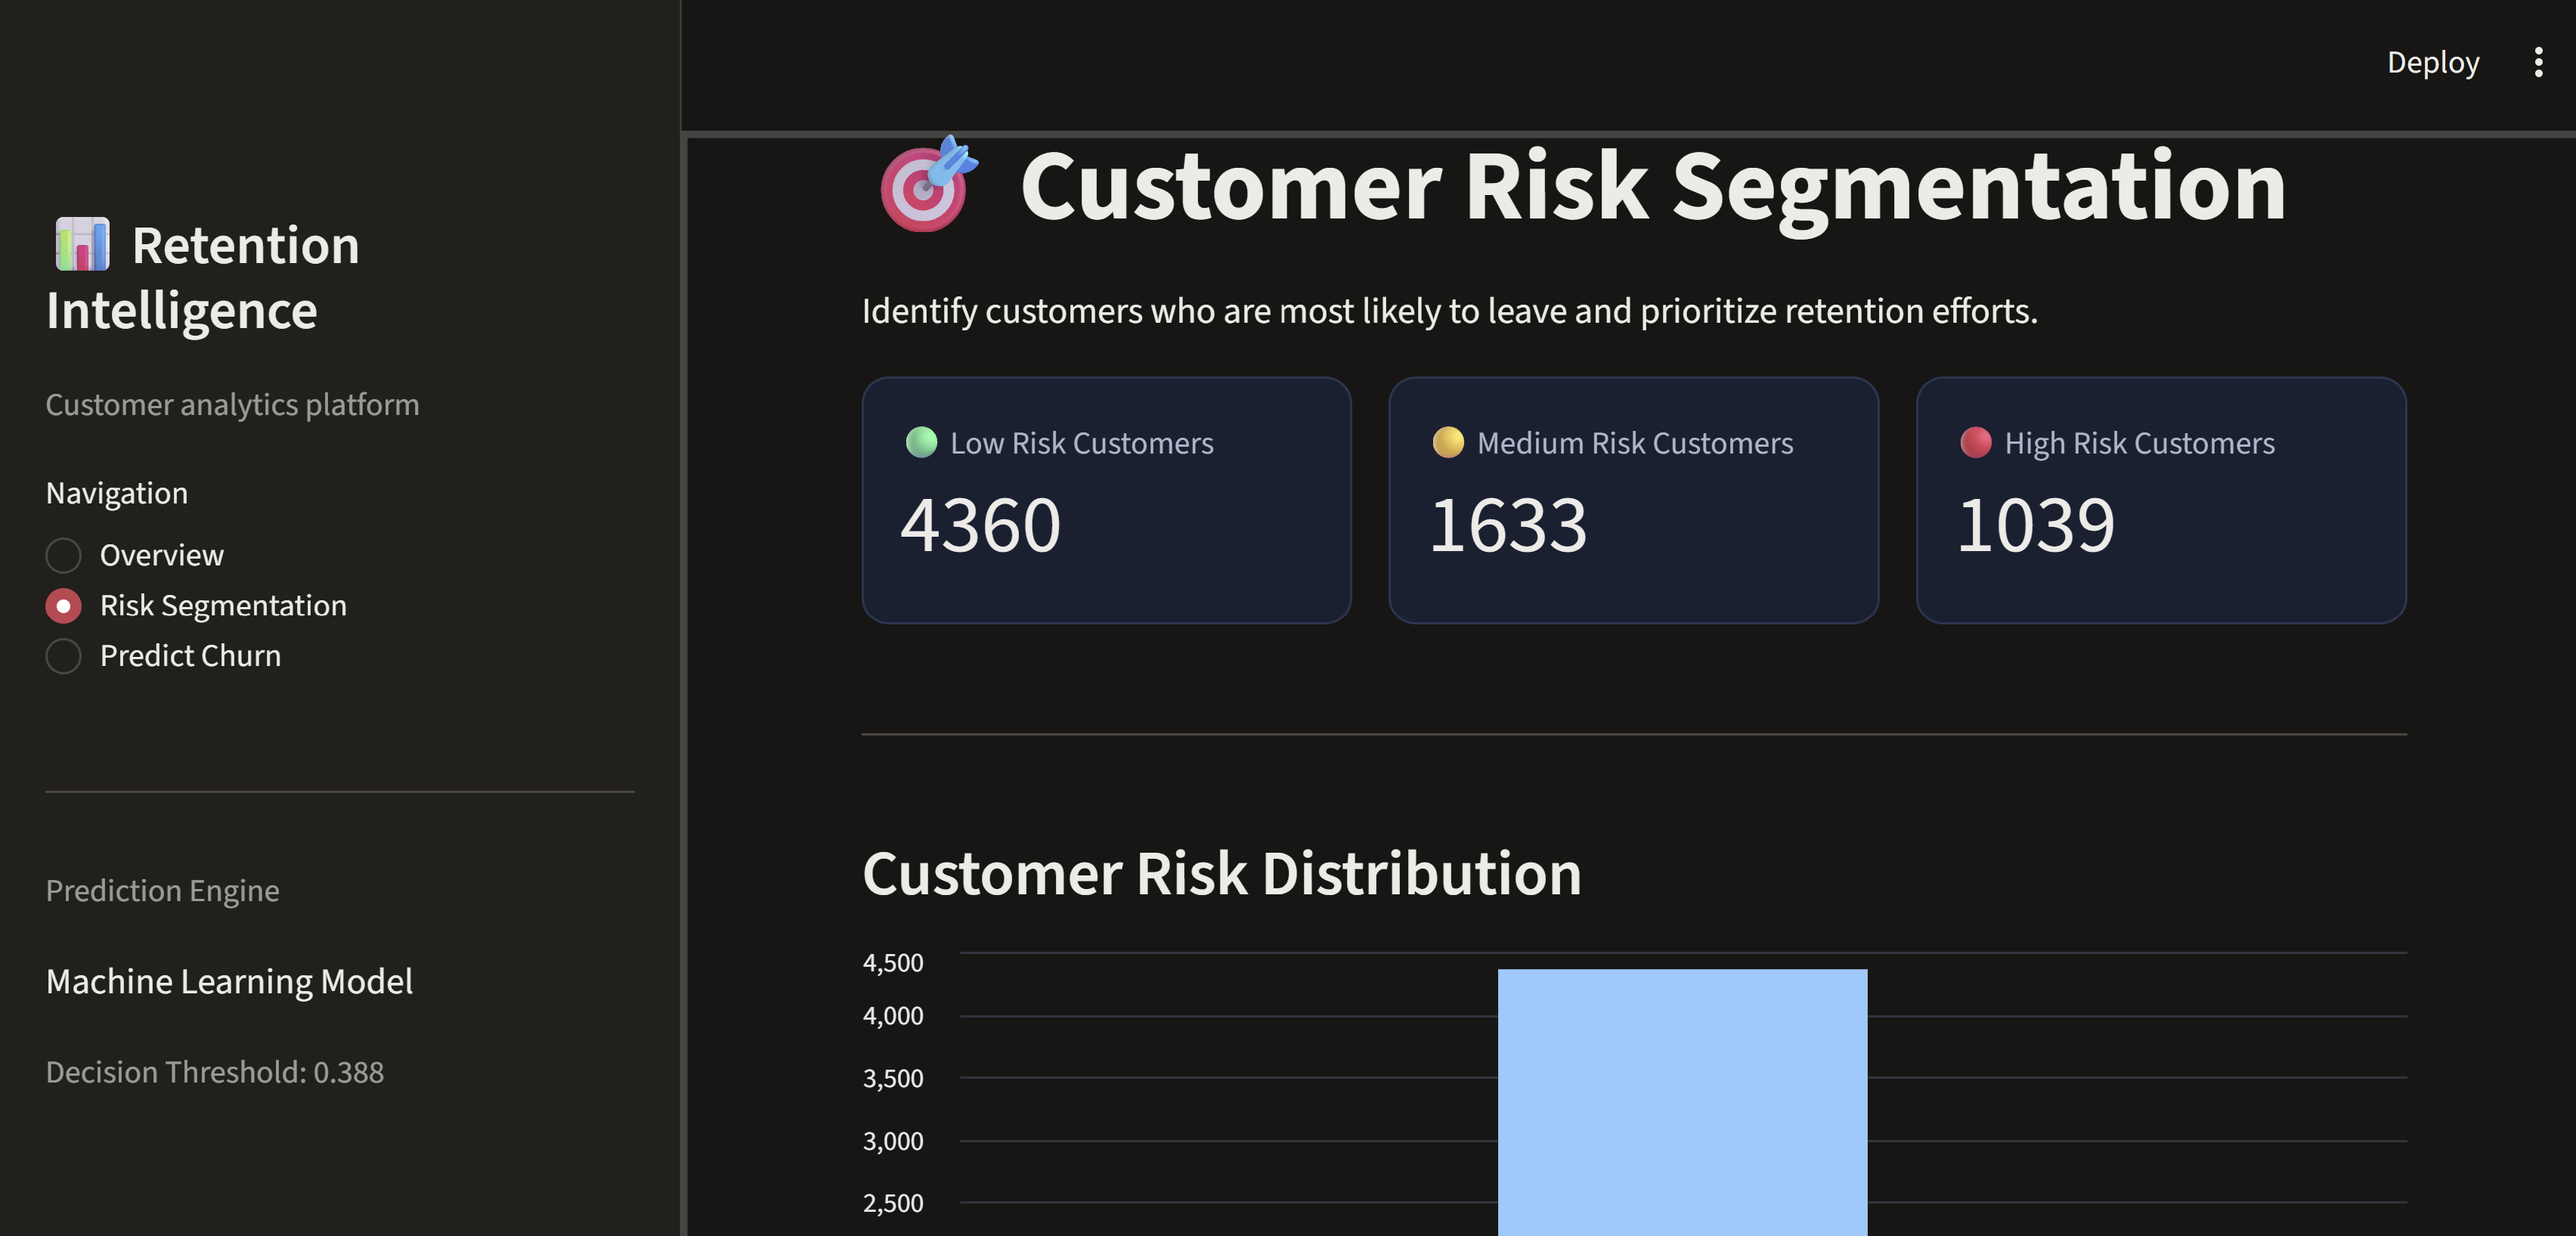 Deploy
Retention
Intelligence
Customer analytics platform
Navigation
Overview
Risk Segmentation
Predict Churn
Prediction Engine
Machine Learning Model
Decision Threshold: 0.388
Customer Risk Segmentation
Identify customers who are most likely to leave and prioritize retention efforts.
Low Risk Customers
4360
Medium Risk Customers
1633
High Risk Customers
1039
Customer Risk Distribution
4,500
4,000
3,500
3,000
2,500